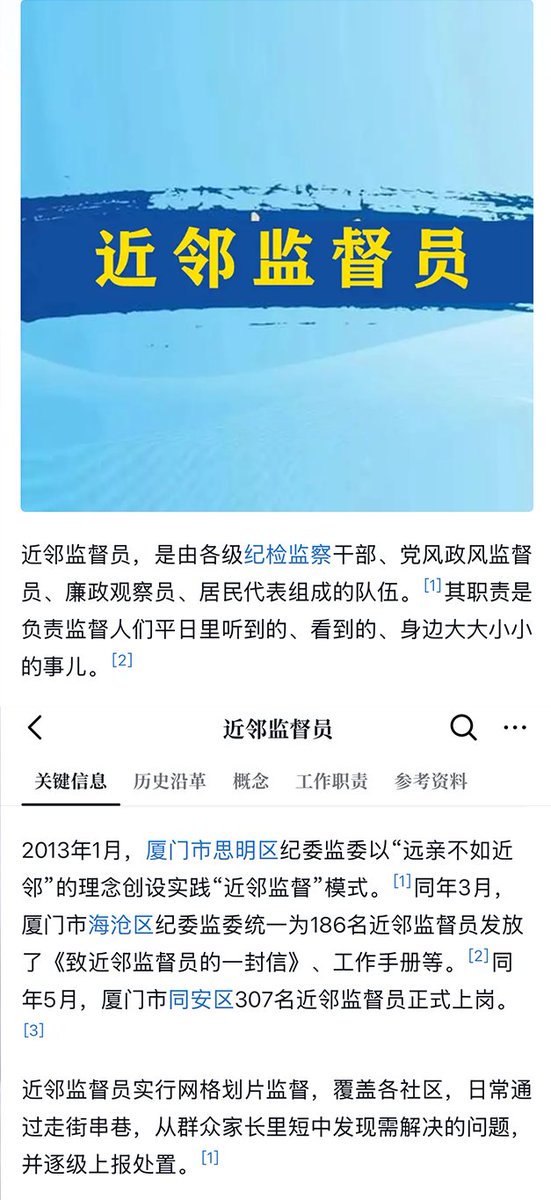 近邻监督员
近邻监督员，是由各级纪检监察干部、党风政风监督
员、廉政观察员、居民代表组成的队伍。[1]其职责是
负责监督人们平日里听到的、看到的、身边大大小小
的事儿。[2]
近邻监督员
关键信息 历史沿革 概念 工作职责 参考资料
2013年1月，厦门市思明区纪委监委以“远亲不如近
邻”的理念创设实践“近邻监督”模式。[1]同年3月，
厦门市海沧区纪委监委统一为186名近邻监督员发放
了《致近邻监督员的一封信》、工作手册等。[2]同
年5月，厦门市同安区307名近邻监督员正式上岗。
[3]
近邻监督员实行网格划片监督，覆盖各社区，日常通
过走街串巷，从群众家长里短中发现需解决的问题，
并逐级上报处置。[1]